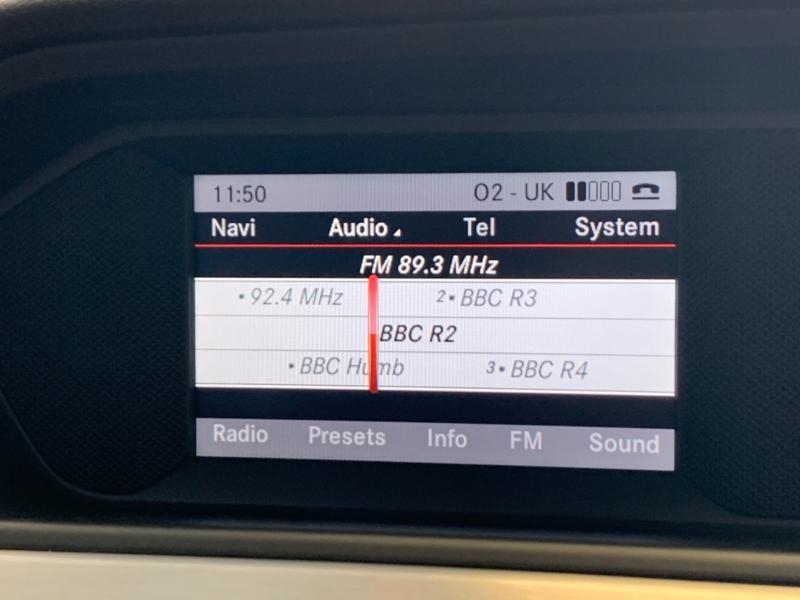 11:50 O2 - UK
Navi Audio Tel System
FM 89.3 MHz
• 92.4 MHz 2• BBC R3
BBC R2
• BBC Humb 3• BBC R4
Radio Presets Info FM Sound